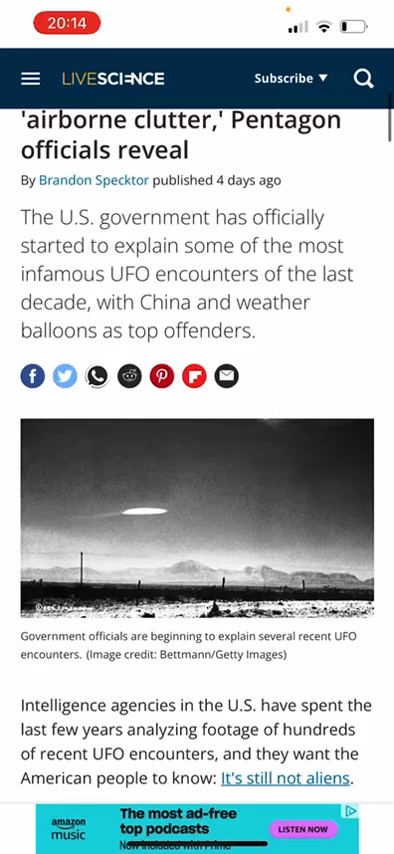 20:14
LIVESCIENCE
Subscribe ▼
'airborne clutter,' Pentagon
officials reveal
By Brandon Specktor published 4 days ago
The U.S. government has officially
started to explain some of the most
infamous UFO encounters of the last
decade, with China and weather
balloons as top offenders.
Government officials are beginning to explain several recent UFO
encounters. (Image credit: Bettmann/Getty Images)
Intelligence agencies in the U.S. have spent the
last few years analyzing footage of hundreds
of recent UFO encounters, and they want the
American people to know: It's still not aliens.
amazon
music
The most ad-free
top podcasts
Now included with Prime
LISTEN NOW